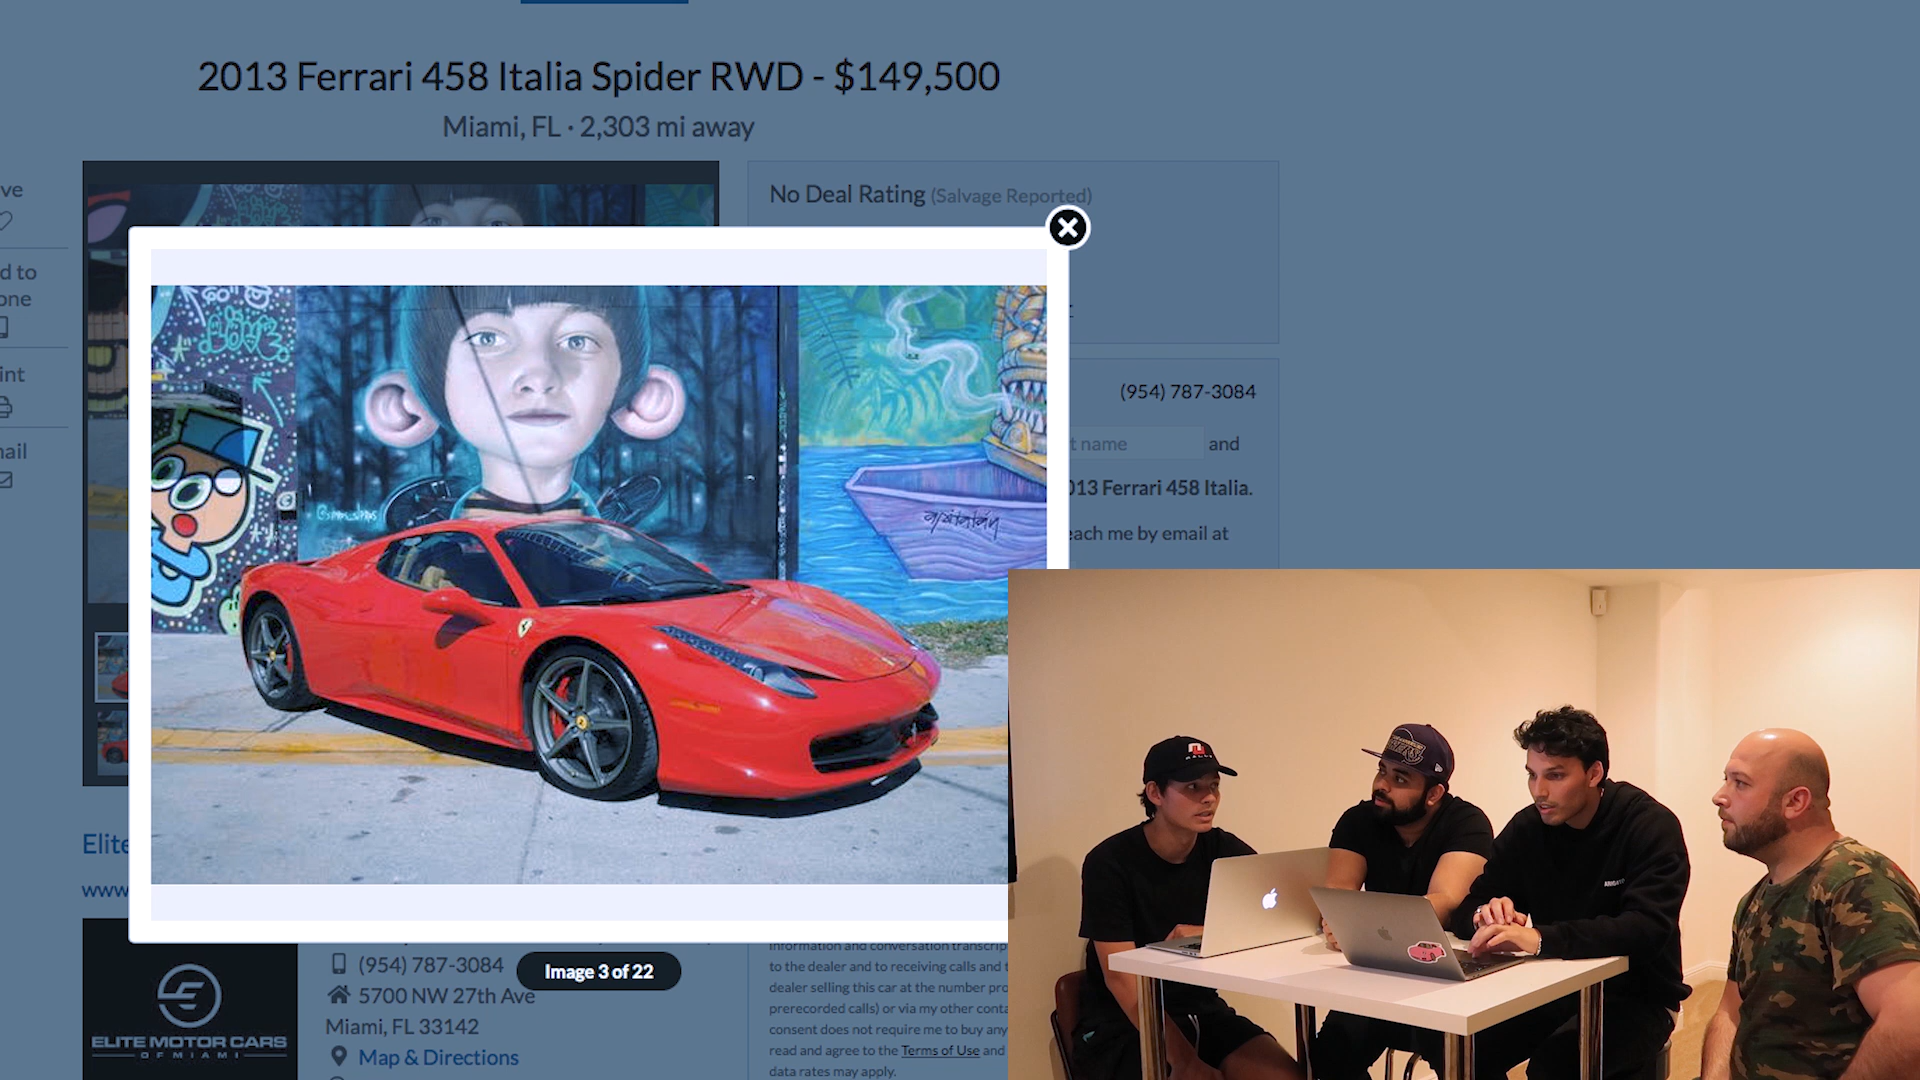 2013 Ferrari 458 Italia Spider RWD - $149,500
Miami, FL · 2,303 mi away
ve
No Deal Rating (Salvage Reported)
d to
one
int
(954) 787-3084
t name and
ail
013 Ferrari 458 Italia.
each me by email at
Elite
www
(954) 787-3084
Image 3 of 22
5700 NW 27th Ave
Miami, FL 33142
Map & Directions
ELITE MOTOR CARS
OF MIAMI
information and conversation transcrip
to the dealer and to receiving calls and t
dealer selling this car at the number pro
prerecorded calls) or via my other conta
consent does not require me to buy any
read and agree to the Terms of Use and
data rates may apply.